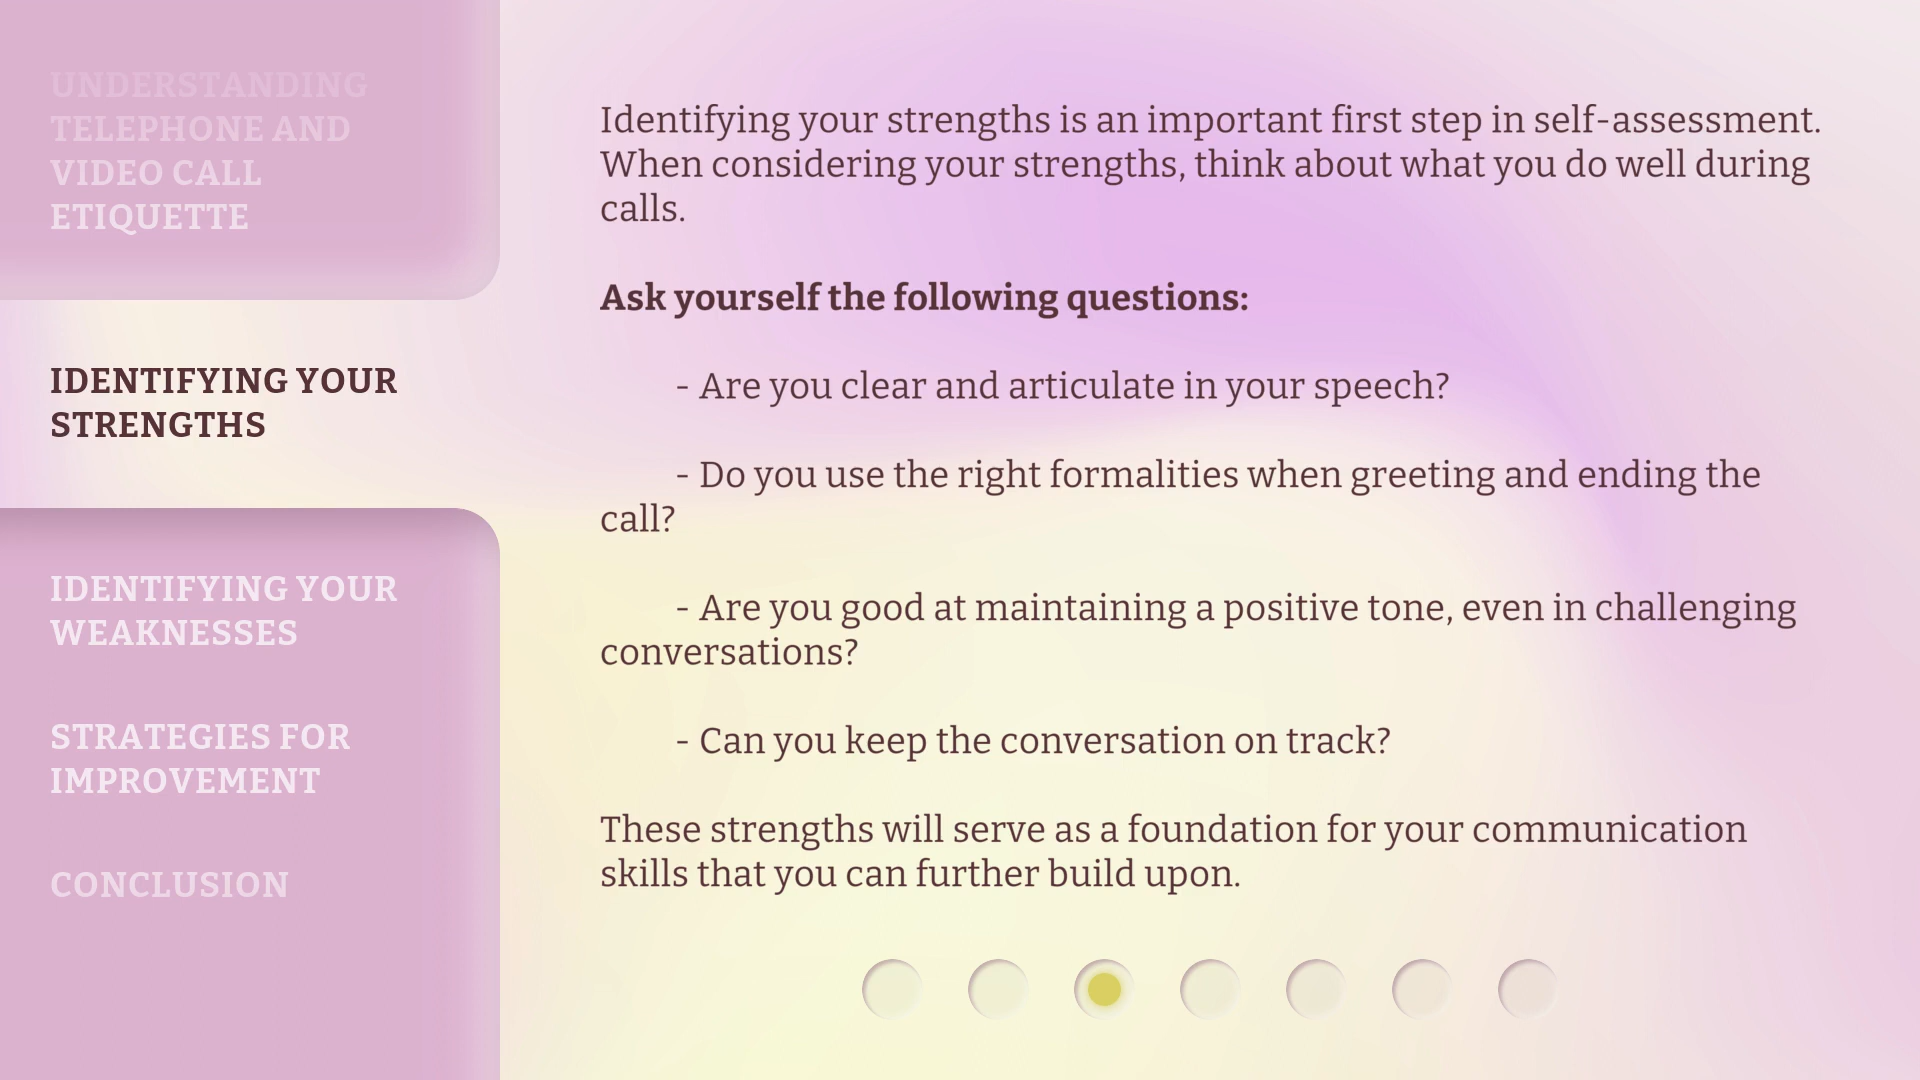 UNDERSTANDING
TELEPHONE AND
VIDEO CALL
ETIQUETTE
IDENTIFYING YOUR
STRENGTHS
IDENTIFYING YOUR
WEAKNESSES
STRATEGIES FOR
IMPROVEMENT
CONCLUSION
Identifying your strengths is an important first step in self-assessment.
When considering your strengths, think about what you do well during
calls.
Ask yourself the following questions:
- Are you clear and articulate in your speech?
- Do you use the right formalities when greeting and ending the
call?
- Are you good at maintaining a positive tone, even in challenging
conversations?
- Can you keep the conversation on track?
These strengths will serve as a foundation for your communication
skills that you can further build upon.